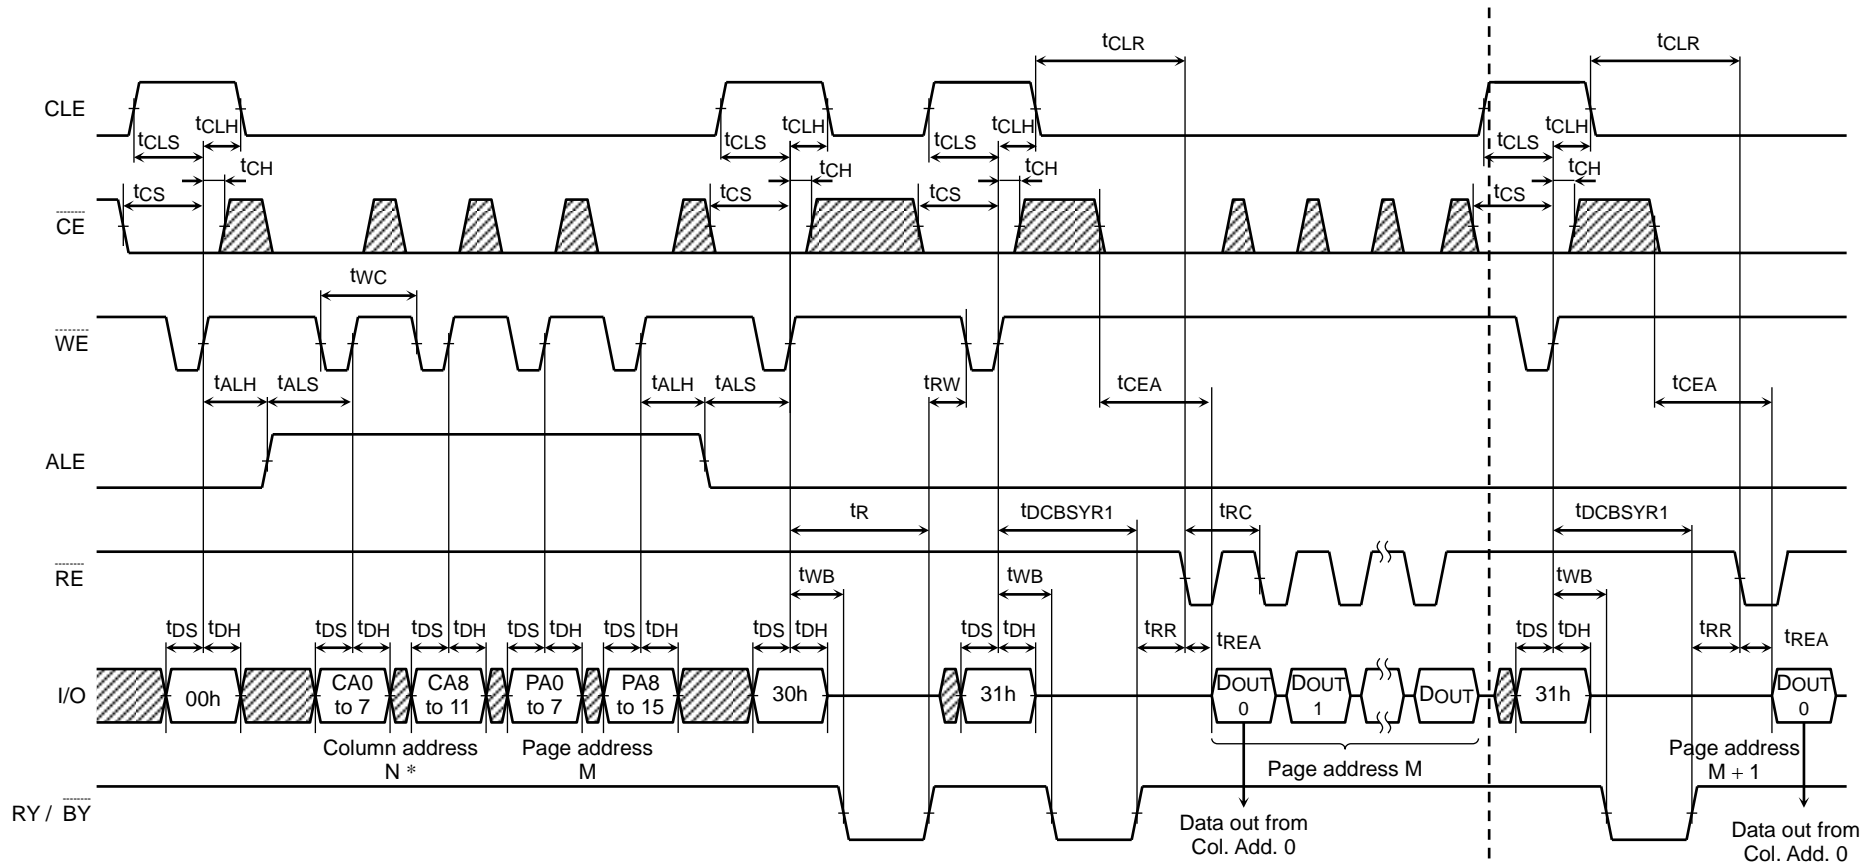 tCLR tCLR
CLE
tCLS tCLH tCLS tCLH tCLS tCLH tCLS tCLH
tCS tCH tCS tCH tCS tCH tCS tCH
CE
tWC
WE
tALH tALS tALH tALS tRW tCEA tCEA
ALE
tR tDCBSYR1 tRC tDCBSYR1
RE
tWB tWB tWB
tDS tDH tDS tDH tDS tDH tDS tDH tDS tDH tDS tDH tDS tDH tRR tREA tDS tDH tRR tREA
I/O
00h
CA0
to 7
CA8
to 11
PA0
to 7
PA8
to 15
30h
31h
DOUT
0
DOUT
1
DOUT
31h
DOUT
0
Column address
N *
Page address
M
Page address M
Page address
M + 1
RY / BY
Data out from
Col. Add. 0
Data out from
Col. Add. 0